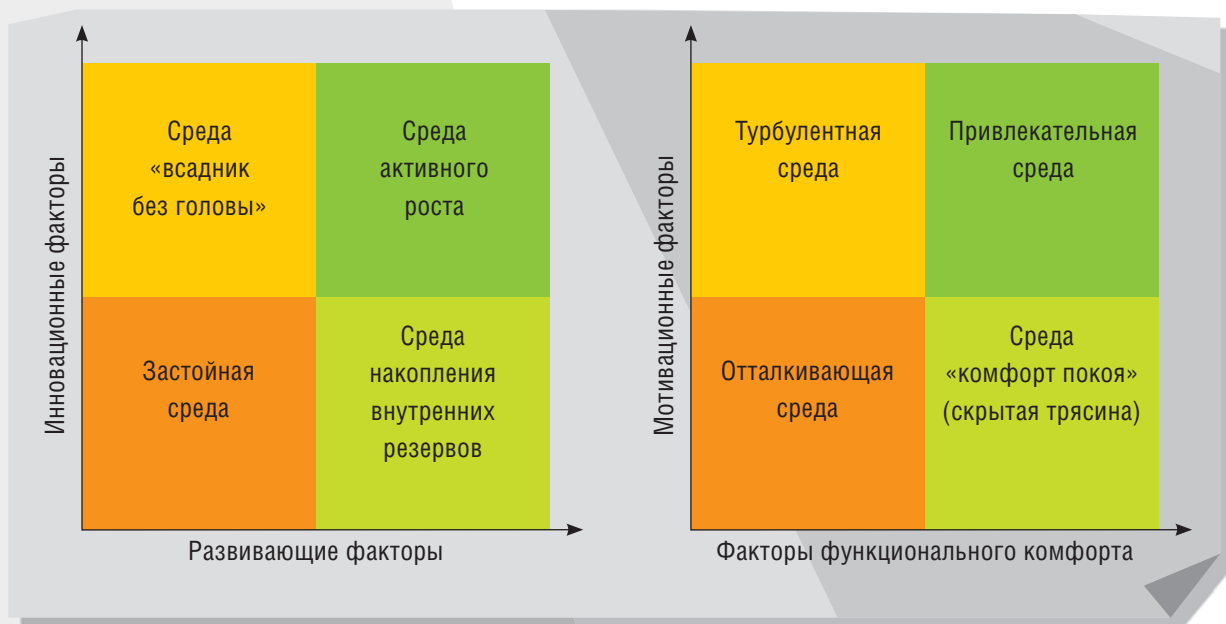 Инновационные факторы
Среда
«всадник
без головы»
Среда
активного
роста
Застойная
среда
Среда
накопления
внутренних
резервов
Развивающие факторы
Мотивационные факторы
Турбулентная
среда
Привлекательная
среда
Отталкивающая
среда
Среда
«комфорт покоя»
(скрытая трясина)
Факторы функционального комфорта